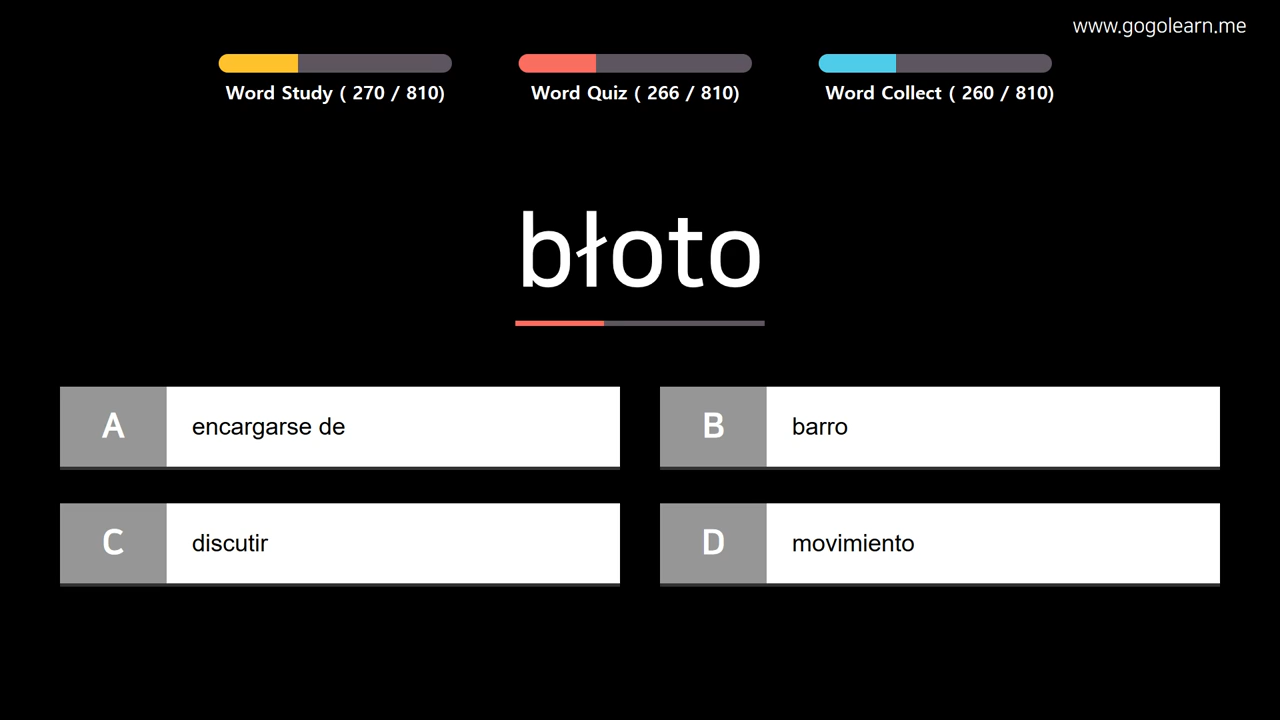 www.gogolearn.me
Word Study ( 270 / 810)
Word Quiz ( 266 / 810)
Word Collect ( 260 / 810)
błoto
A encargarse de
B barro
C discutir
D movimiento